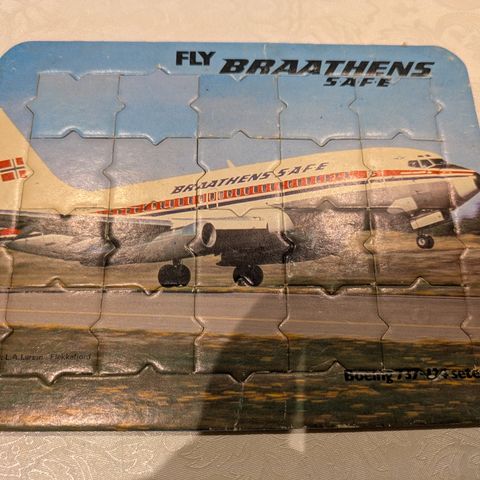 FLY BRAATHENS
SAFE
BRAATHENS SAFE
L.A. Larsen - Flekkefjord
Boeing 737